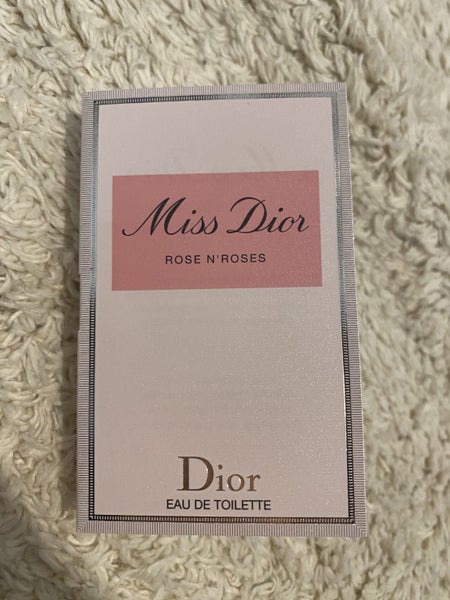 Miss Dior
ROSE N'ROSES
Dior
EAU DE TOILETTE